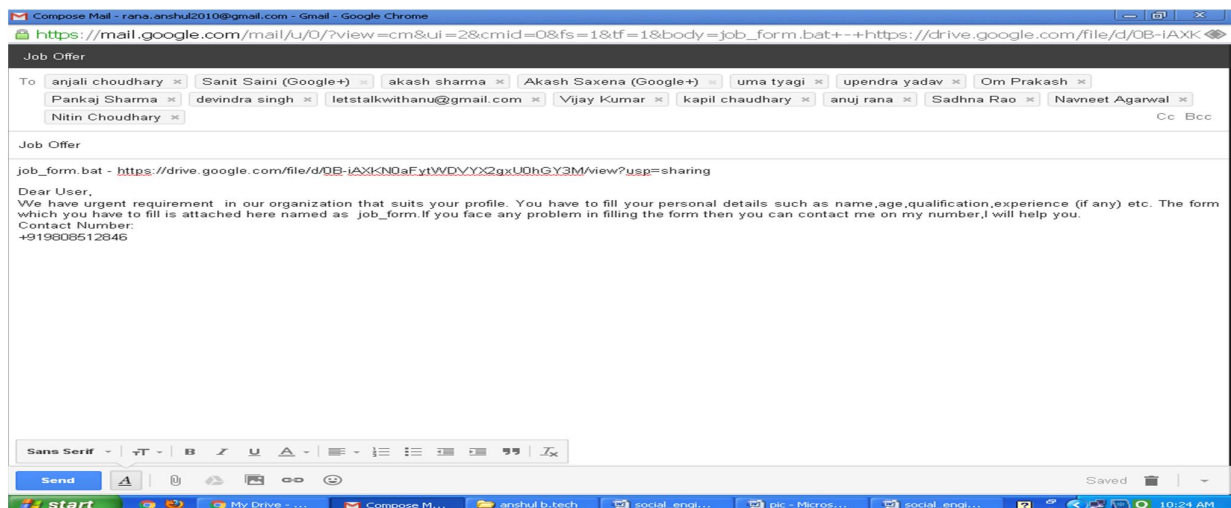 Compose Mail - rana.anshul2010@gmail.com - Gmail - Google Chrome
https://mail.google.com/mail/u/0/?view=cm&ui=2&cmid=0&fs=1&tf=1&body=job_form.bat+-+https://drive.google.com/file/d/0B-iAXK
Job Offer
To anjali choudhary × Sanit Saini (Google+) × akash sharma × Akash Saxena (Google+) × uma tyagi × upendra yadav × Om Prakash ×
Pankaj Sharma × devindra singh × letstalkwithanu@gmail.com × Vijay Kumar × kapil chaudhary × anuj rana × Sadhna Rao × Navneet Agarwal ×
Nitin Choudhary × Cc Bcc
Job Offer
job_form.bat - https://drive.google.com/file/d/0B-iAXKN0aFytWDVYX2gxU0hGY3M/view?usp=sharing
Dear User,
We have urgent requirement in our organization that suits your profile. You have to fill your personal details such as name,age,qualification,experience (if any) etc. The form
which you have to fill is attached here named as job_form.If you face any problem in filling the form then you can contact me on my number,I will help you.
Contact Number:
+919808512846
Sans Serif
Send Saved
start My Drive - ... Compose M... anshul b.tech social_engi... pic - Micros... social_engi... 10:24 AM